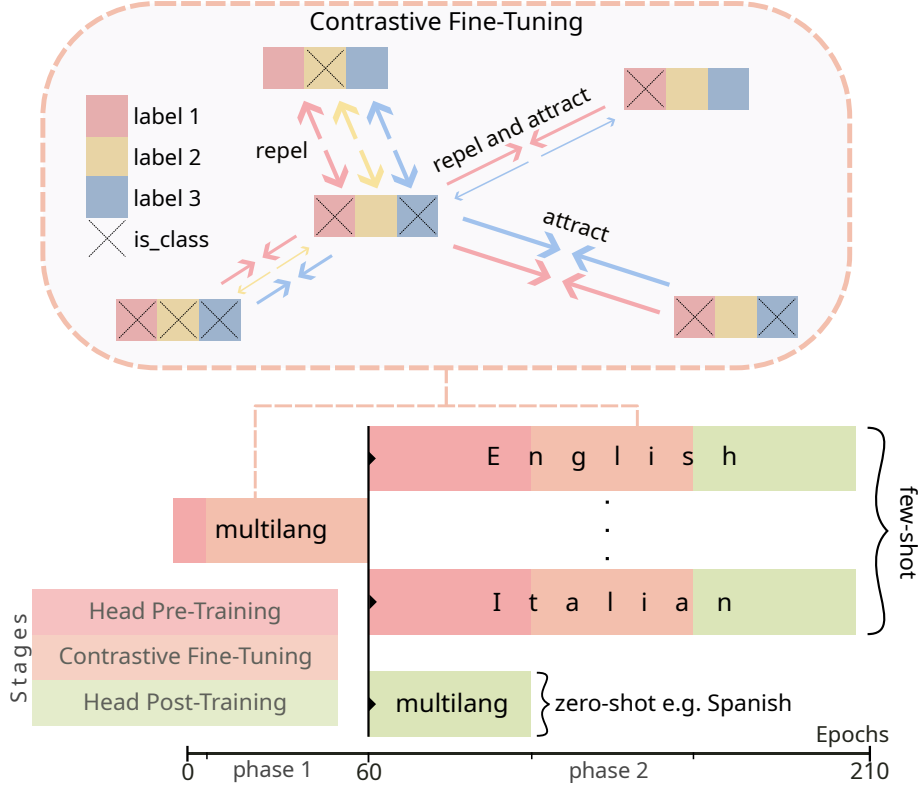 Contrastive Fine-Tuning
label 1
label 2
label 3
is_class
repel
repel and attract
attract
English
multilang
Italian
few-shot
Stages
Head Pre-Training
Contrastive Fine-Tuning
Head Post-Training
multilang
zero-shot e.g. Spanish
Epochs
0
phase 1
60
phase 2
210